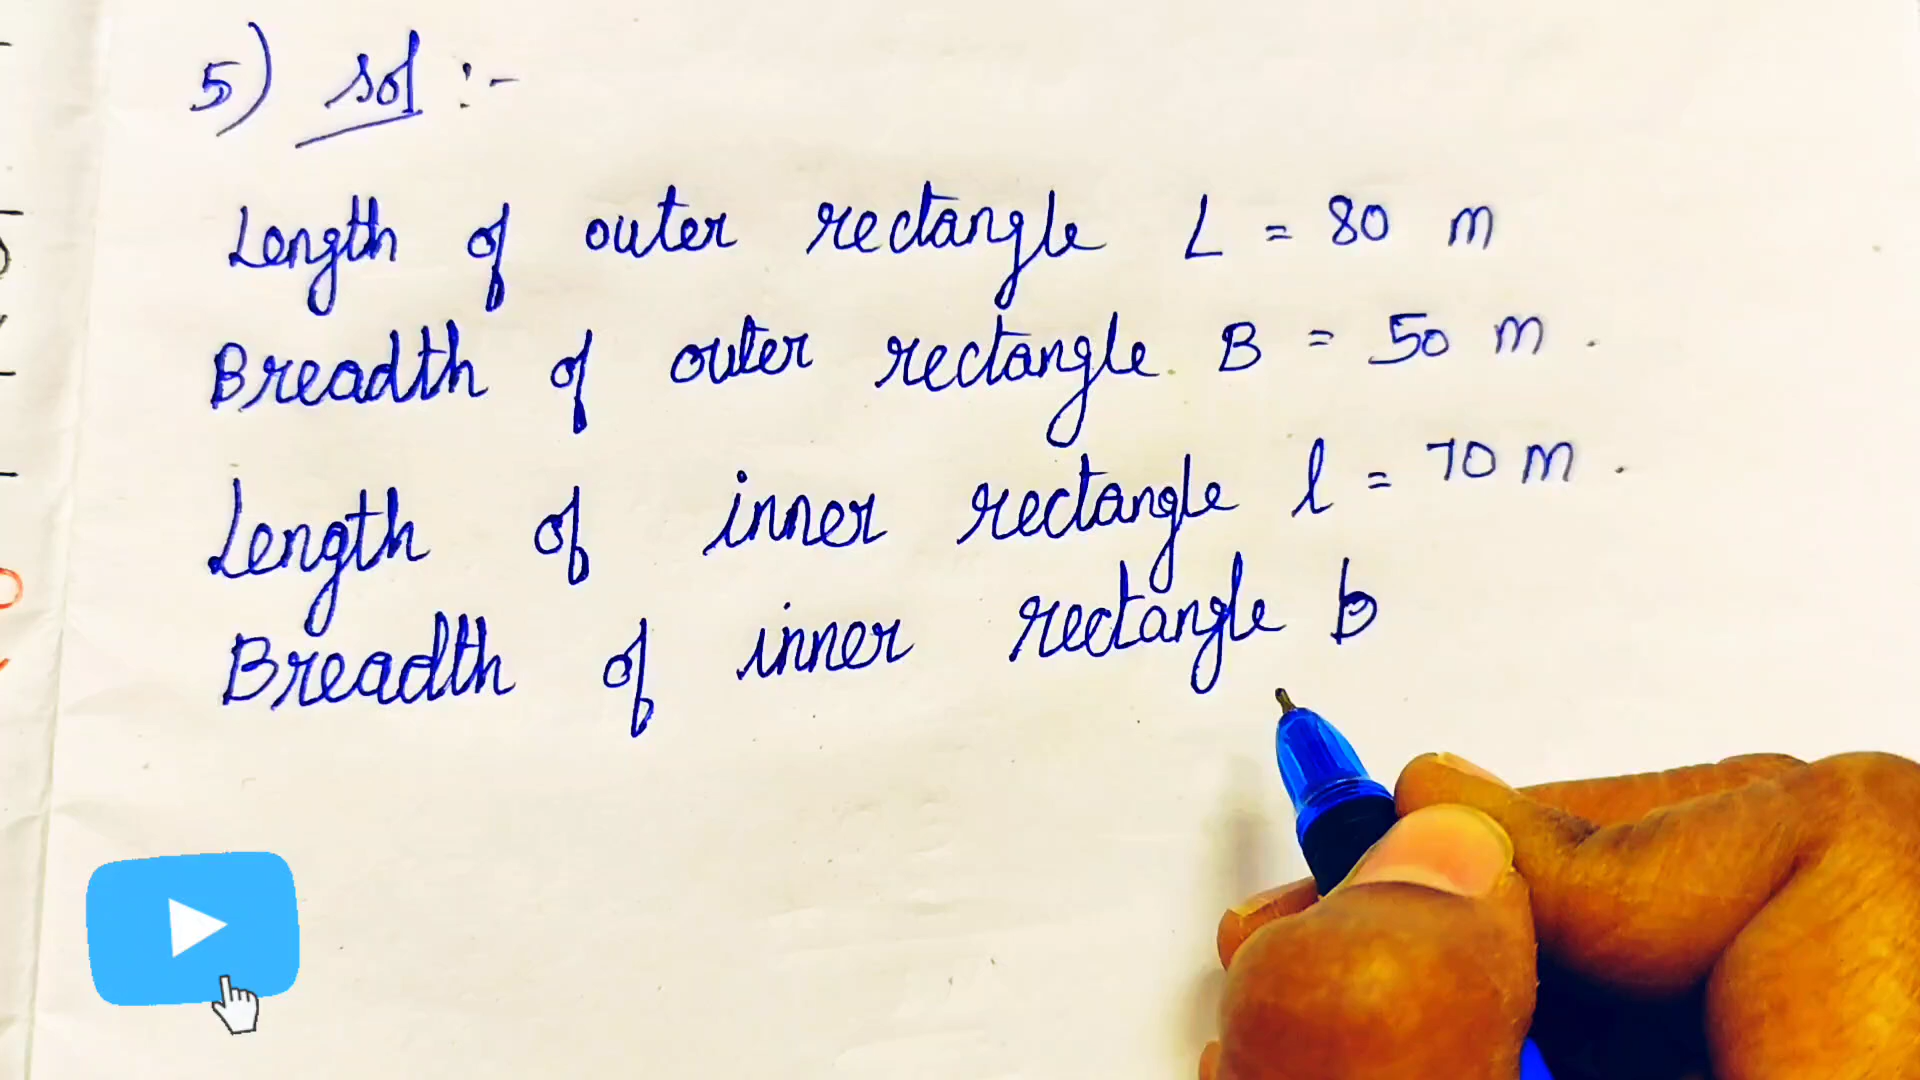 5) sol :-
Length of outer rectangle L = 80 m
Breadth of outer rectangle B = 50 m .
Length of inner rectangle l = 70 m .
Breadth of inner rectangle b